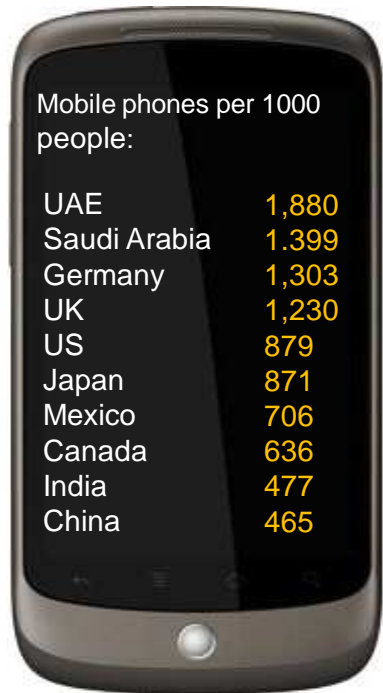 Mobile phones per 1000
people:
UAE 1,880
Saudi Arabia 1.399
Germany 1,303
UK 1,230
US 879
Japan 871
Mexico 706
Canada 636
India 477
China 465